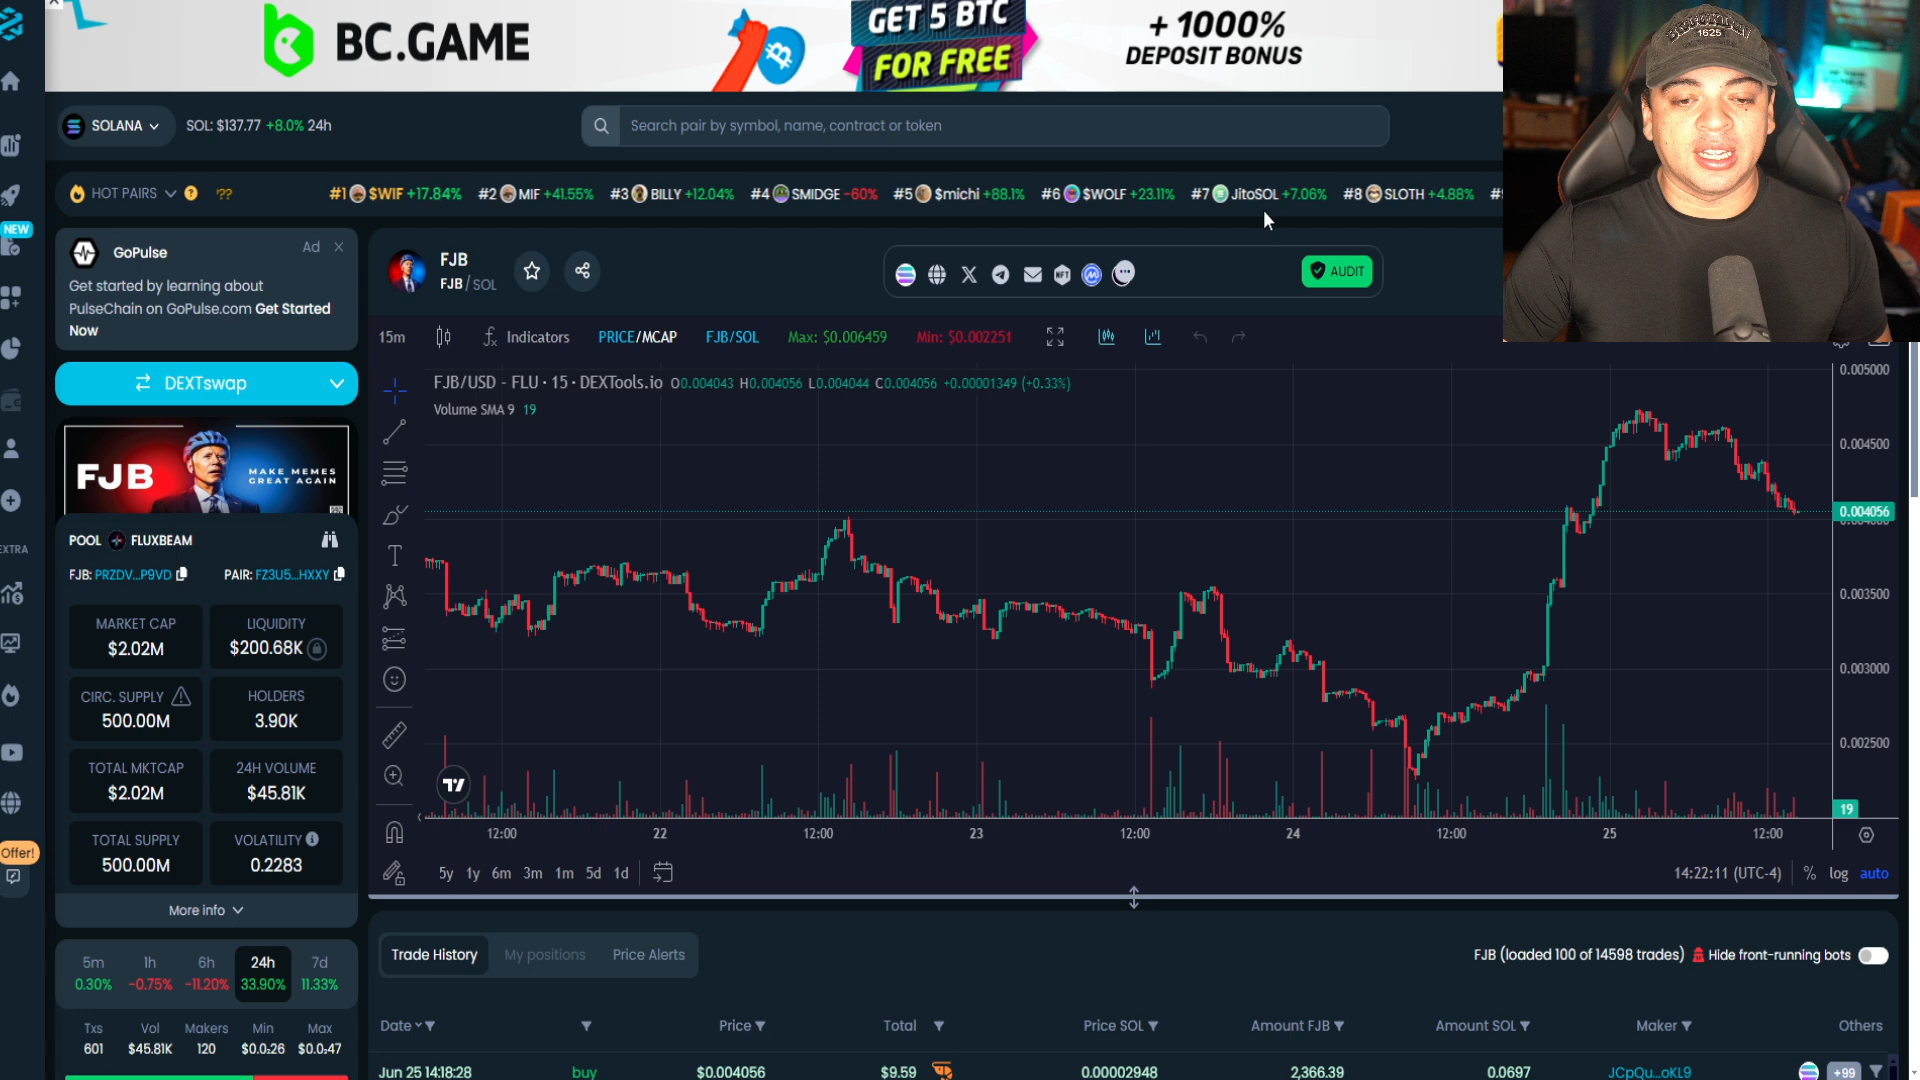 BC.GAME
GET 5 BTC
FOR FREE
+ 1000%
DEPOSIT BONUS
1625
SOLANA
SOL: $137.77 +8.0% 24h
Search pair by symbol, name, contract or token
HOT PAIRS ? '??
#1 $WIF +17.84% #2 MIF +41.55% #3 BILLY +12.04% #4 SMIDGE -60% #5 $michi +88.1% #6 $WOLF +23.11% #7 JitoSOL +7.06% #8 SLOTH +4.88%
NEW
GoPulse
Ad
Get started by learning about
PulseChain on GoPulse.com Get Started
Now
DEXTswap
FJB
FJB / SOL
NFT
AUDIT
15m Indicators PRICE/MCAP FJB/SOL Max: $0.006459 Min: $0.002251
FJB/USD - FLU · 15 · DEXTools.io O0.004043 H0.004056 L0.004044 C0.004056 +0.00001349 (+0.33%)
Volume SMA 9 19
0.005000
0.004500
0.004056
0.003500
0.003000
0.002500
19
FJB
MAKE MEMES
GREAT AGAIN
POOL FLUXBEAM
FJB: PRZDV...P9VD PAIR: FZ3U5...HXXY
EXTRA
MARKET CAP
$2.02M
LIQUIDITY
$200.68K
CIRC. SUPPLY
500.00M
HOLDERS
3.90K
TOTAL MKTCAP
$2.02M
24H VOLUME
$45.81K
TOTAL SUPPLY
500.00M
VOLATILITY
0.2283
Offer!
More info
12:00 22 12:00 23 12:00 24 12:00 25 12:00
5y 1y 6m 3m 1m 5d 1d
14:22:11 (UTC-4) % log auto
5m 1h 6h 24h 7d
0.30% -0.75% -11.20% 33.90% 11.33%
Txs Vol Makers Min Max
601 $45.81K 120 $0.0₂26 $0.0₂47
Trade History My positions Price Alerts
FJB (loaded 100 of 14598 trades) Hide front-running bots
Date Price Total Price SOL Amount FJB Amount SOL Maker Others
Jun 25 14:18:28 buy $0.004056 $9.59 0.00002948 2,366.39 0.0697 JCpQu...oKL9 +99